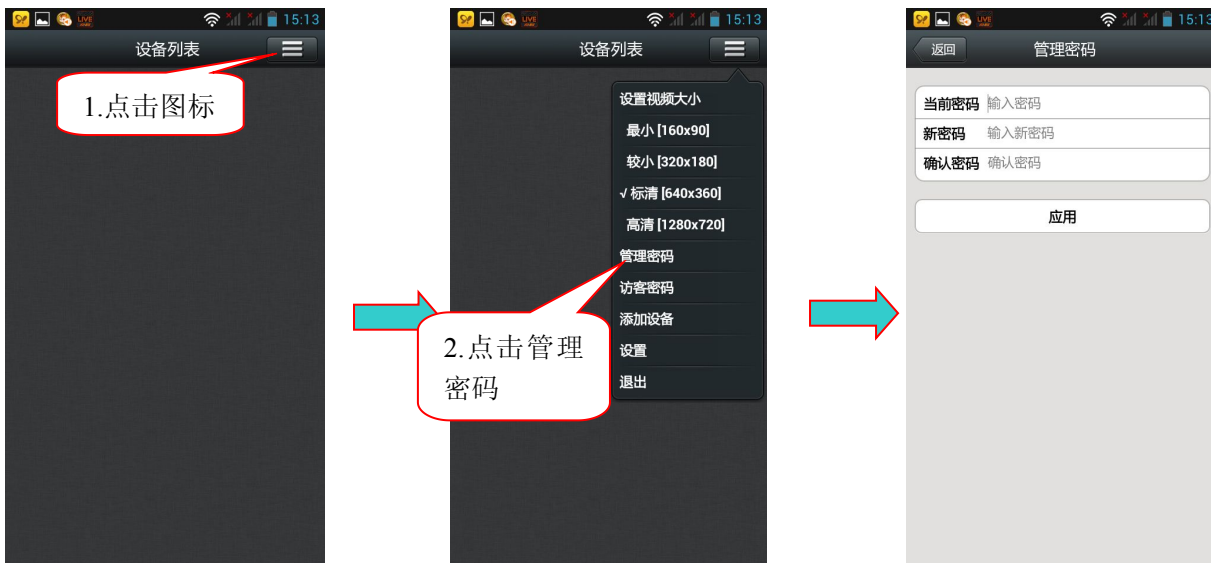 LIVE
15:13
设备列表
1.点击图标
LIVE
15:13
设备列表
设置视频大小
最小 [160x90]
较小 [320x180]
√ 标清 [640x360]
高清 [1280x720]
管理密码
访客密码
添加设备
设置
退出
2.点击管理
密码
LIVE
15:13
返回
管理密码
当前密码 输入密码
新密码 输入新密码
确认密码 确认密码
应用